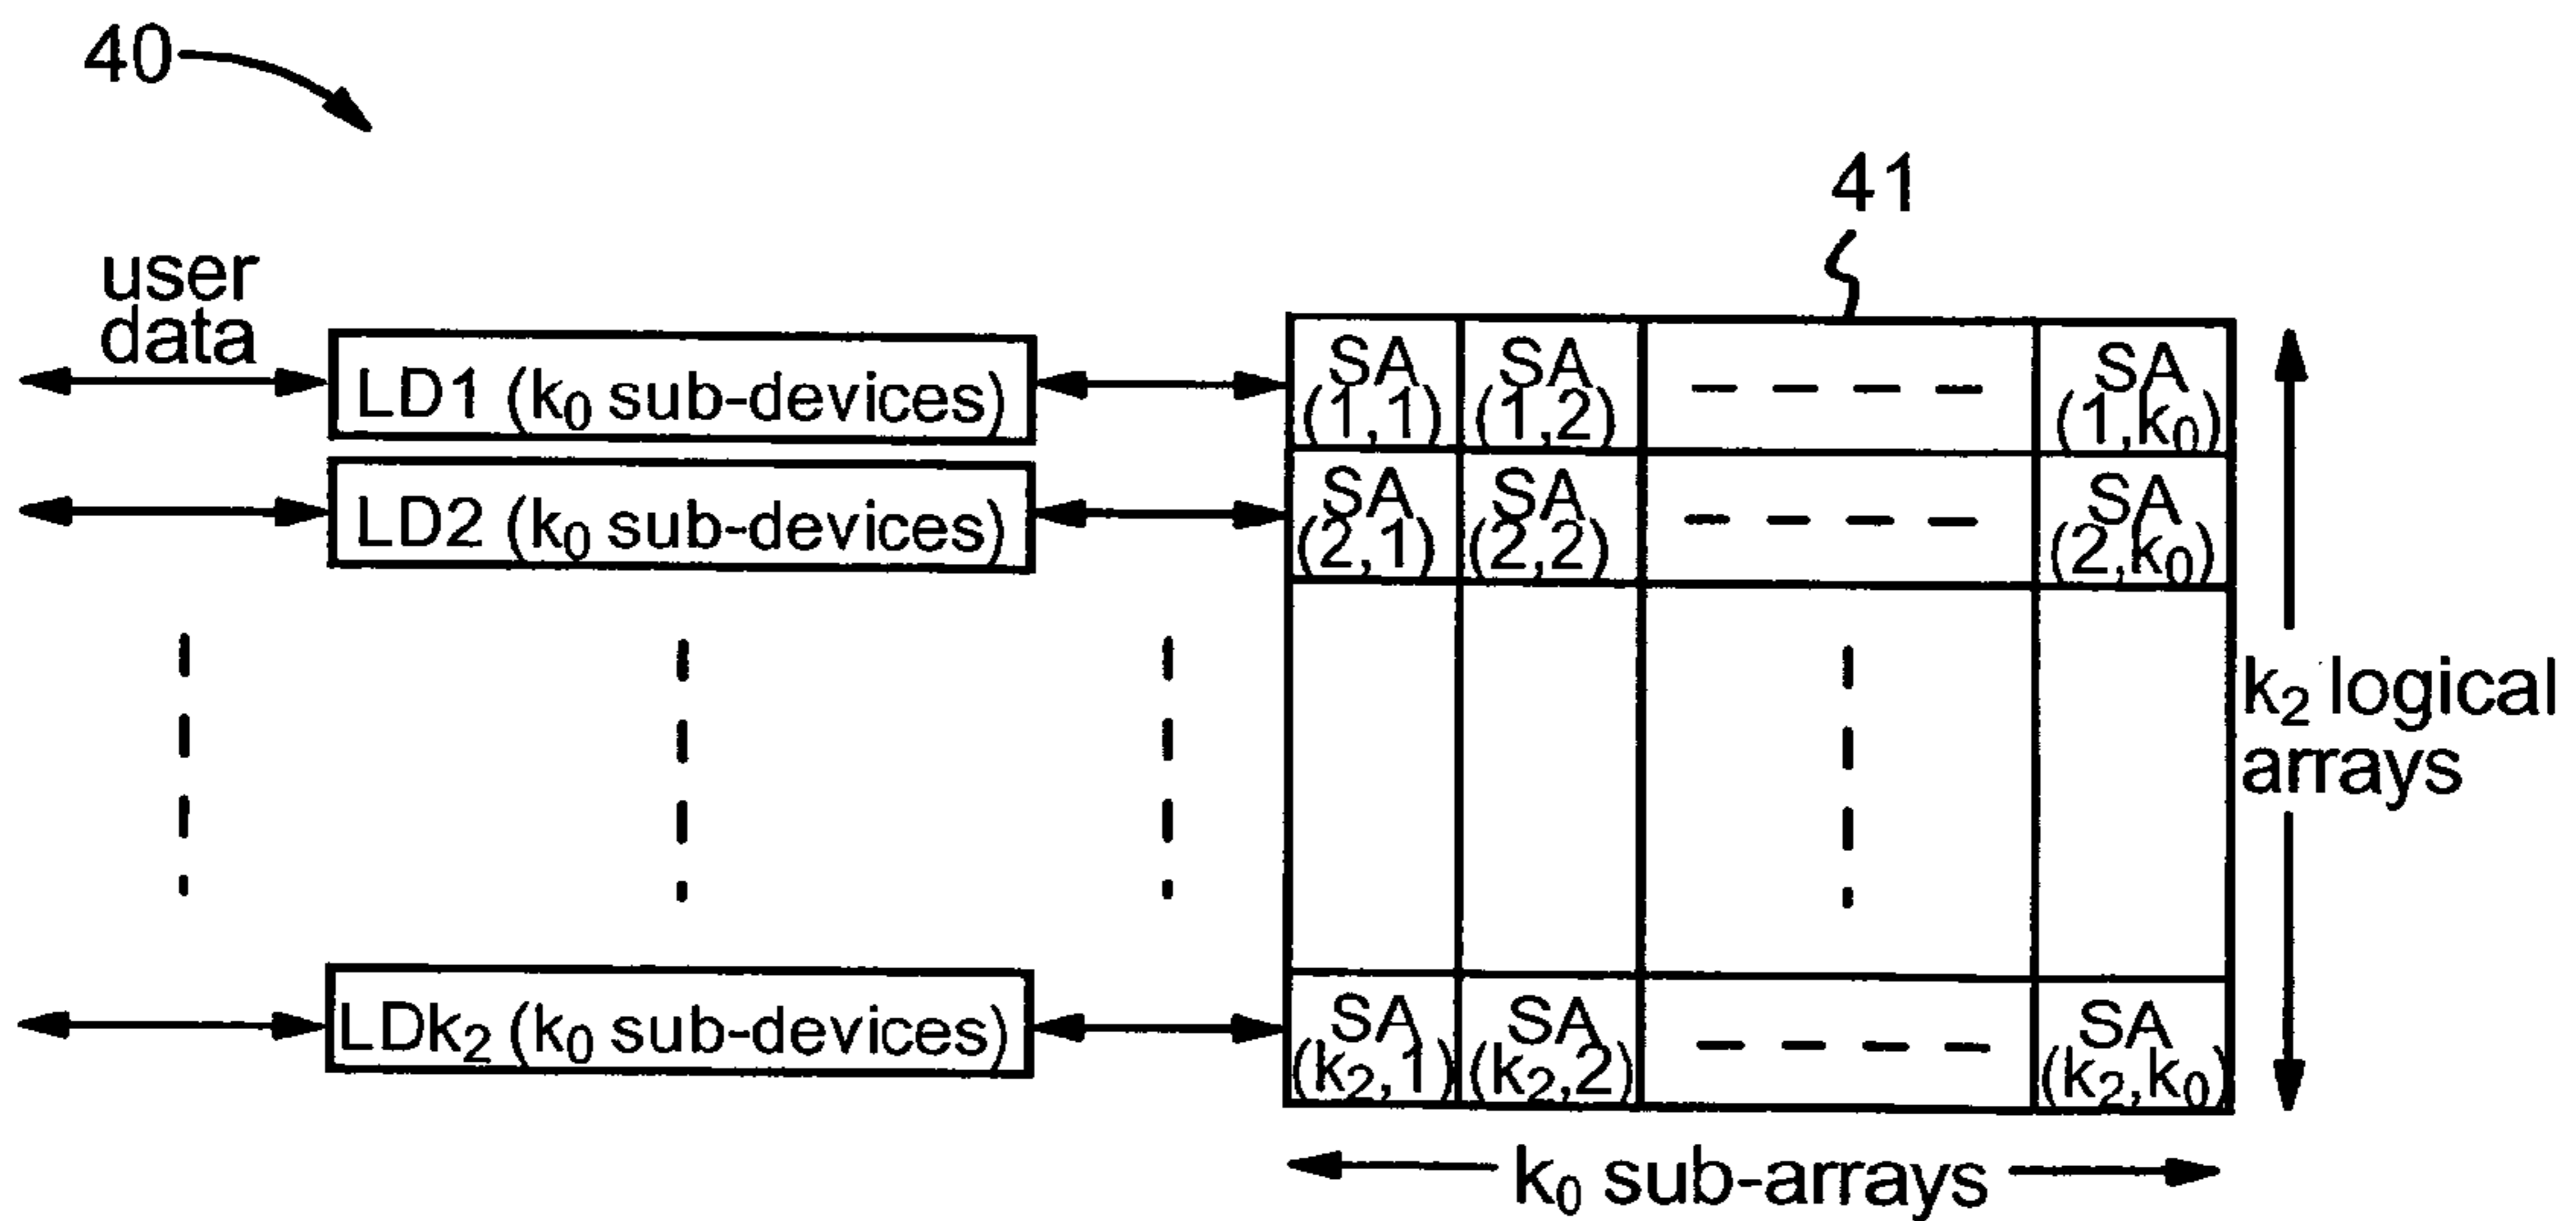 40
41
user
data
LD1 (k₀ sub-devices)
SA
(1,1)
SA
(1,2)
SA
(1,k₀)
LD2 (k₀ sub-devices)
SA
(2,1)
SA
(2,2)
SA
(2,k₀)
k₂ logical
arrays
LDk₂ (k₀ sub-devices)
SA
(k₂,1)
SA
(k₂,2)
SA
(k₂,k₀)
k₀ sub-arrays